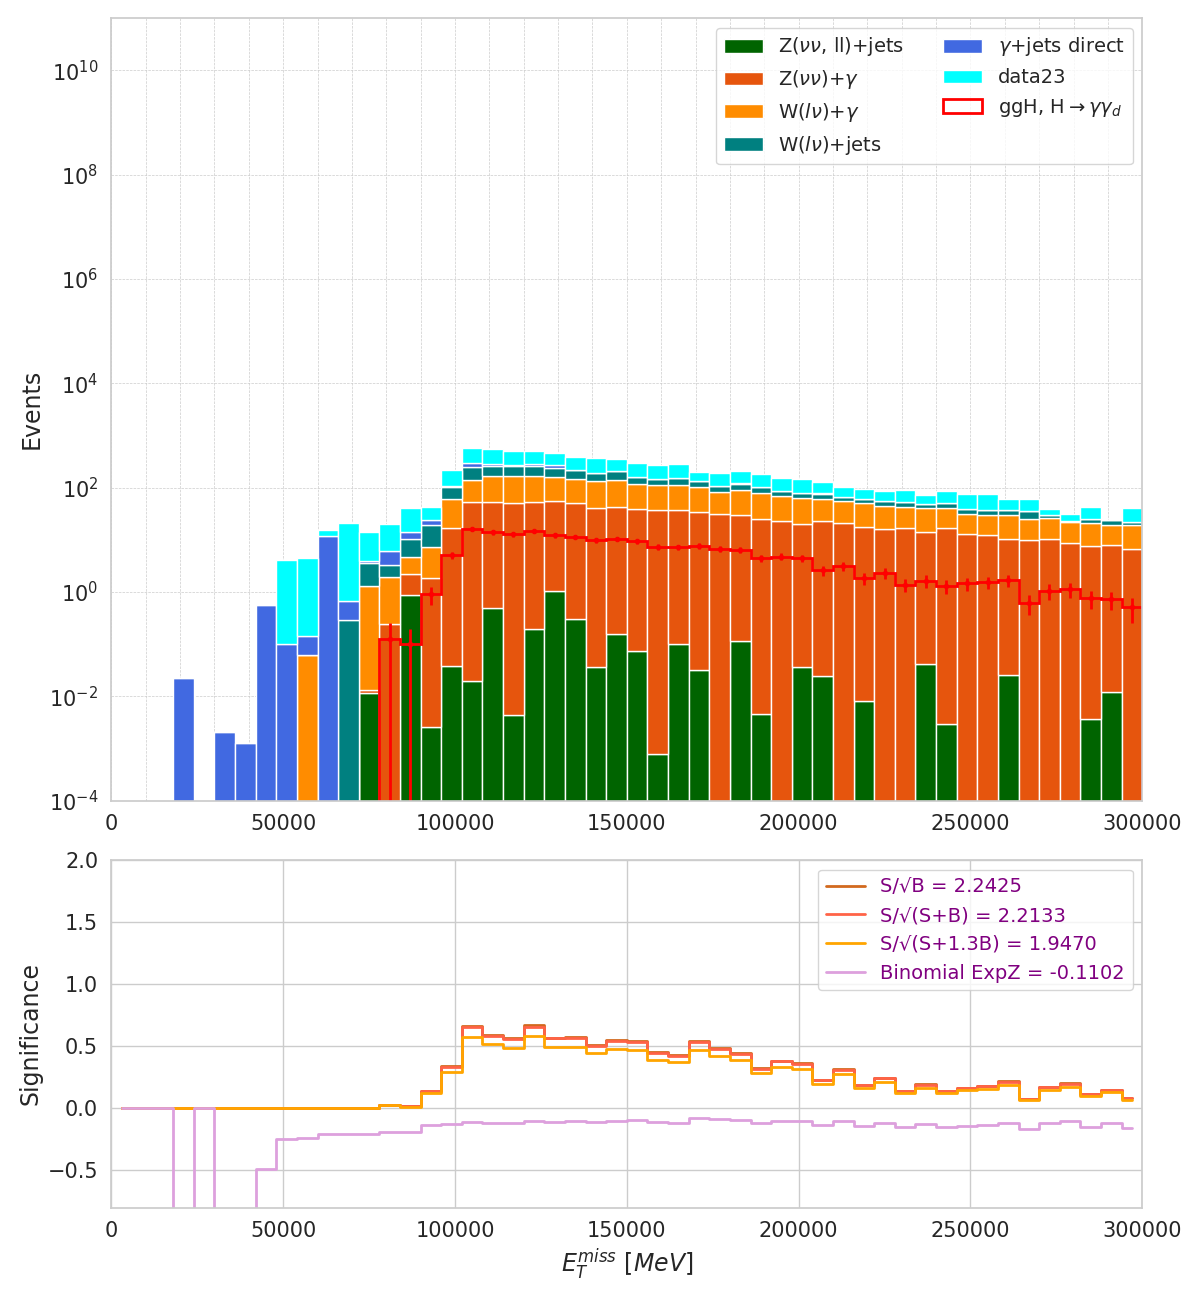 Z(νν, ll)+jets
Z(νν)+γ
W(lν)+γ
W(lν)+jets
γ+jets direct
data23
ggH, H→γγ_d
Events
10^10
10^8
10^6
10^4
10^2
10^0
10^−2
10^−4
0 50000 100000 150000 200000 250000 300000
S/√B = 2.2425
S/√(S+B) = 2.2133
S/√(S+1.3B) = 1.9470
Binomial ExpZ = -0.1102
Significance
2.0
1.5
1.0
0.5
0.0
−0.5
0 50000 100000 150000 200000 250000 300000
E_T^miss [MeV]